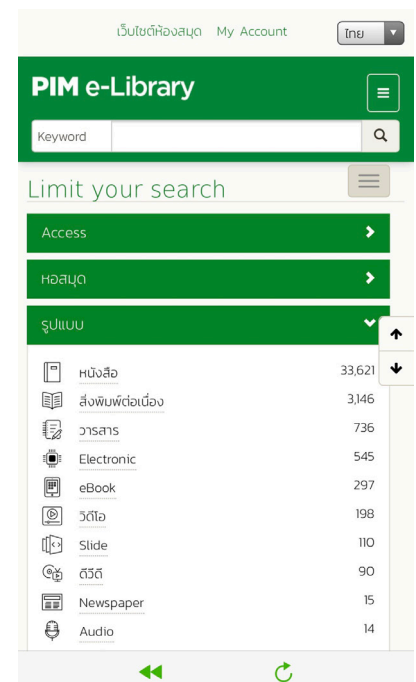 เว็บไซต์ห้องสมุด My Account ไทย
PIM e-Library
Keyword
Limit your search
Access
หอสมุด
รูปแบบ
หนังสือ 33,621
สิ่งพิมพ์ต่อเนื่อง 3,146
วารสาร 736
Electronic 545
eBook 297
วิดีโอ 198
Slide 110
ดีวีดี 90
Newspaper 15
Audio 14